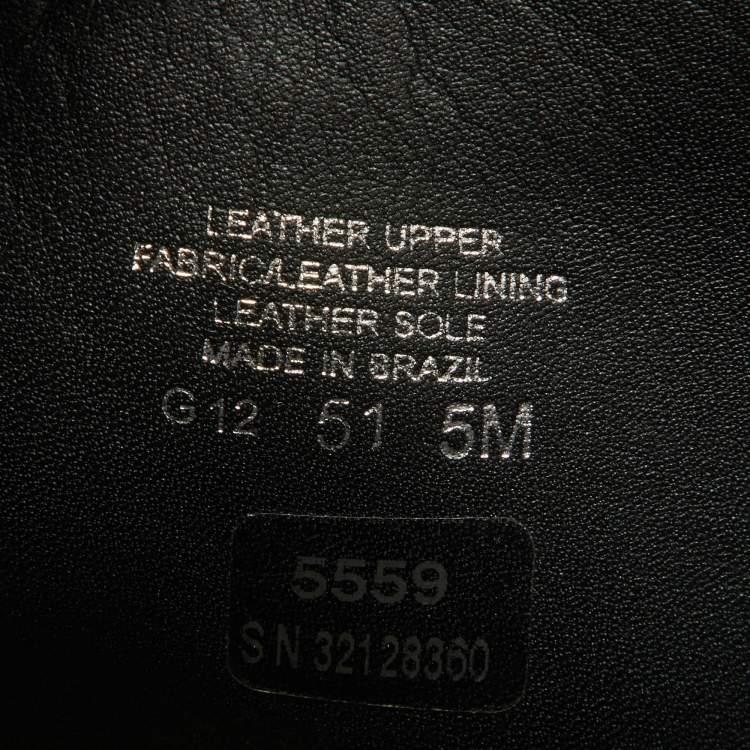 LEATHER UPPER
FABRIC/LEATHER LINING
LEATHER SOLE
MADE IN BRAZIL
G 12 51 5M
5559
S N 32128360